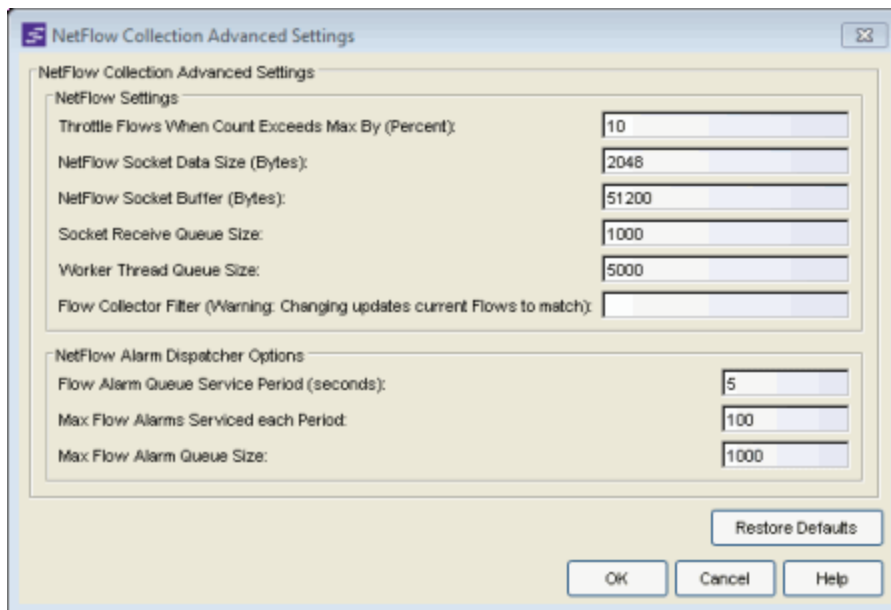 NetFlow Collection Advanced Settings
NetFlow Collection Advanced Settings
NetFlow Settings
Throttle Flows When Count Exceeds Max By (Percent): 10
NetFlow Socket Data Size (Bytes): 2048
NetFlow Socket Buffer (Bytes): 51200
Socket Receive Queue Size: 1000
Worker Thread Queue Size: 5000
Flow Collector Filter (Warning: Changing updates current Flows to match):
NetFlow Alarm Dispatcher Options
Flow Alarm Queue Service Period (seconds): 5
Max Flow Alarms Serviced each Period: 100
Max Flow Alarm Queue Size: 1000
Restore Defaults
OK Cancel Help